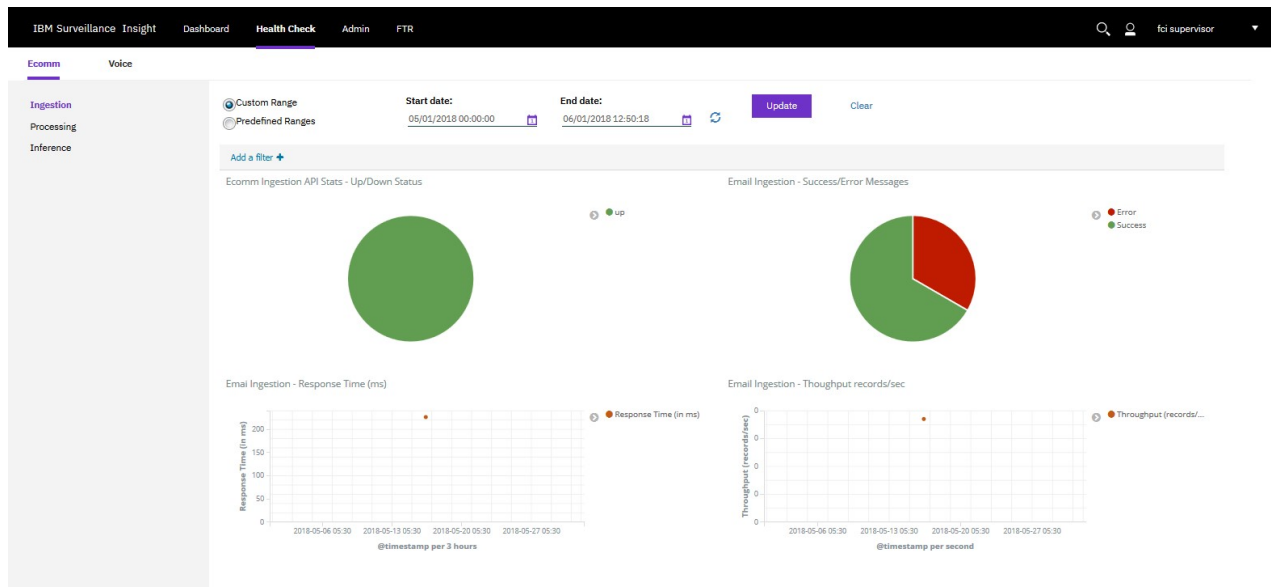 IBM Surveillance Insight Dashboard Health Check Admin FTR fci supervisor
Ecomm Voice
Ingestion
Processing
Inference
Custom Range
Predefined Ranges
Start date:
05/01/2018 00:00:00
End date:
06/01/2018 12:50:18
Update
Clear
Add a filter +
Ecomm Ingestion API Stats - Up/Down Status
up
Email Ingestion - Success/Error Messages
Error
Success
Emai Ingestion - Response Time (ms)
Response Time (in ms)
200
150
100
50
0
2018-05-06 05:30 2018-05-13 05:30 2018-05-20 05:30 2018-05-27 05:30
@timestamp per 3 hours
Response Time (in ms)
Email Ingestion - Thoughput records/sec
Throughput (records/sec)
0
0
0
0
0
2018-05-06 05:30 2018-05-13 05:30 2018-05-20 05:30 2018-05-27 05:30
@timestamp per second
Throughput (records/...